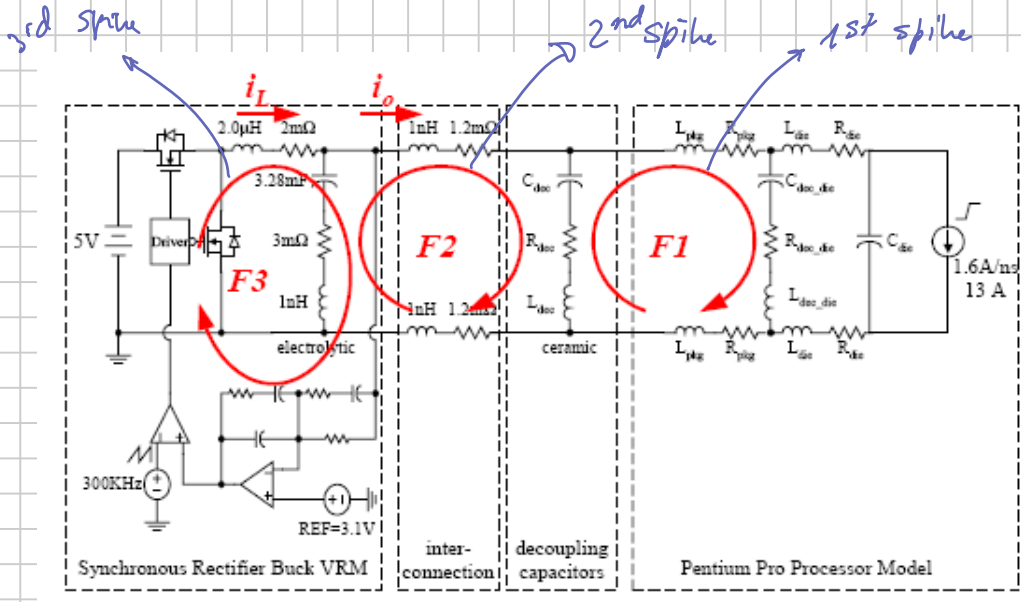 3rd spike
2nd spike
1st spike
iL
io
2.0μH 2mΩ
1nH 1.2mΩ
Lpkg Rpkg Ldie Rdie
3.28mF
Cdec
Cdec_die
5V
Driver
3mΩ
F3
F2
Rdec
F1
Rdec_die
Cdie
1.6A/ns
13 A
1nH
Ldec
Ldec_die
1nH 1.2mΩ
electrolytic
ceramic
Lpkg Rpkg Ldie Rdie
300KHz
REF=3.1V
Synchronous Rectifier Buck VRM
inter-
connection
decoupling
capacitors
Pentium Pro Processor Model